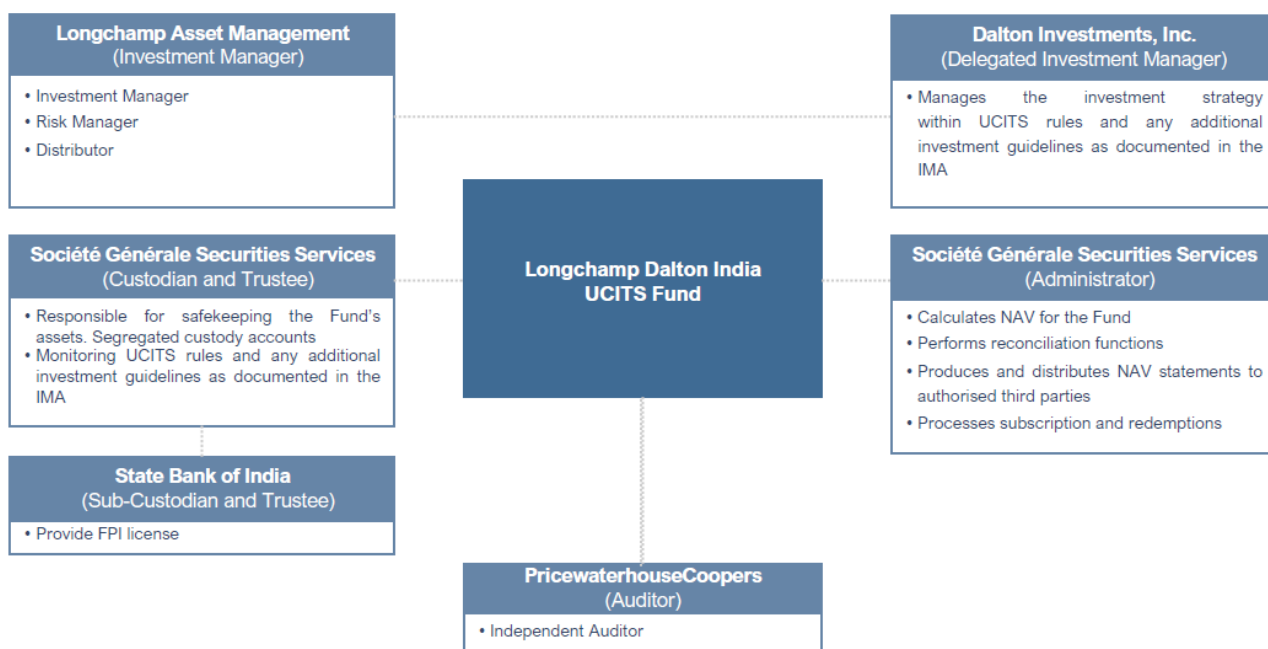 Longchamp Asset Management
(Investment Manager)
• Investment Manager
• Risk Manager
• Distributor
Dalton Investments, Inc.
(Delegated Investment Manager)
• Manages the investment strategy
within UCITS rules and any additional
investment guidelines as documented in the
IMA
Longchamp Dalton India
UCITS Fund
Société Générale Securities Services
(Custodian and Trustee)
• Responsible for safekeeping the Fund's
assets. Segregated custody accounts
• Monitoring UCITS rules and any additional
investment guidelines as documented in the
IMA
Société Générale Securities Services
(Administrator)
• Calculates NAV for the Fund
• Performs reconciliation functions
• Produces and distributes NAV statements to
authorised third parties
• Processes subscription and redemptions
State Bank of India
(Sub-Custodian and Trustee)
• Provide FPI license
PricewaterhouseCoopers
(Auditor)
• Independent Auditor